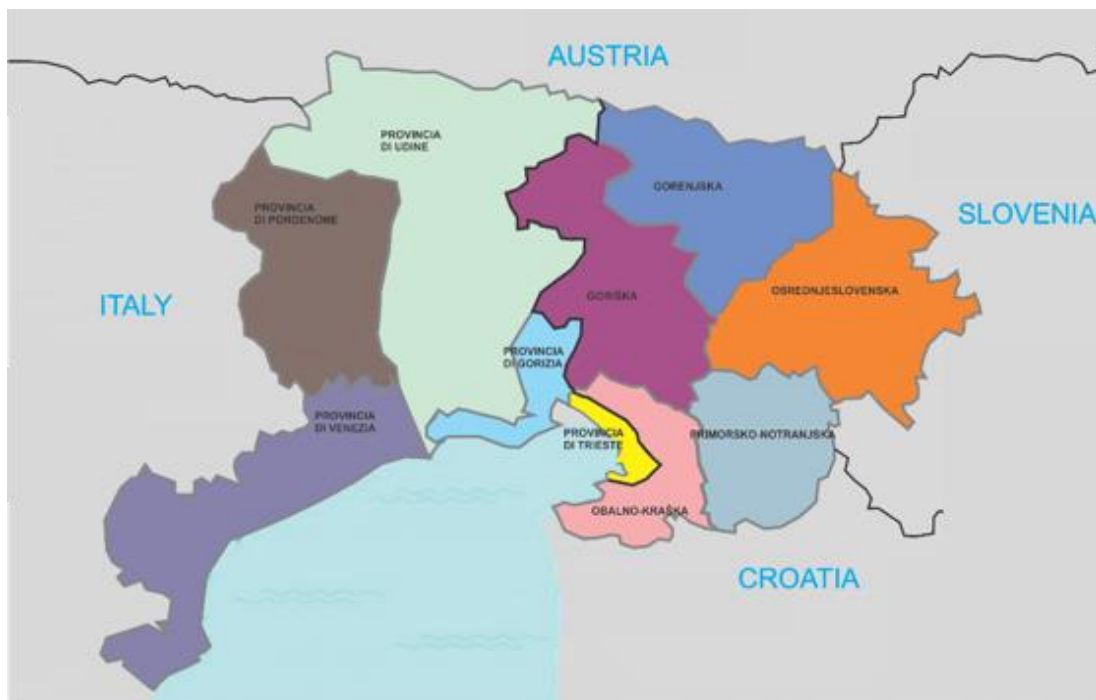 AUSTRIA
PROVINCIA
DI UDINE
GORENJSKA
PROVINCIA
DI PORDENONE
SLOVENIA
ITALY
GORIŠKA
OSREDNJESLOVENSKA
PROVINCIA
DI GORIZIA
PROVINCIA
DI VENEZIA
PROVINCIA
DI TRIESTE
PRIMORSKO-NOTRANJSKA
OBALNO-KRAŠKA
CROATIA